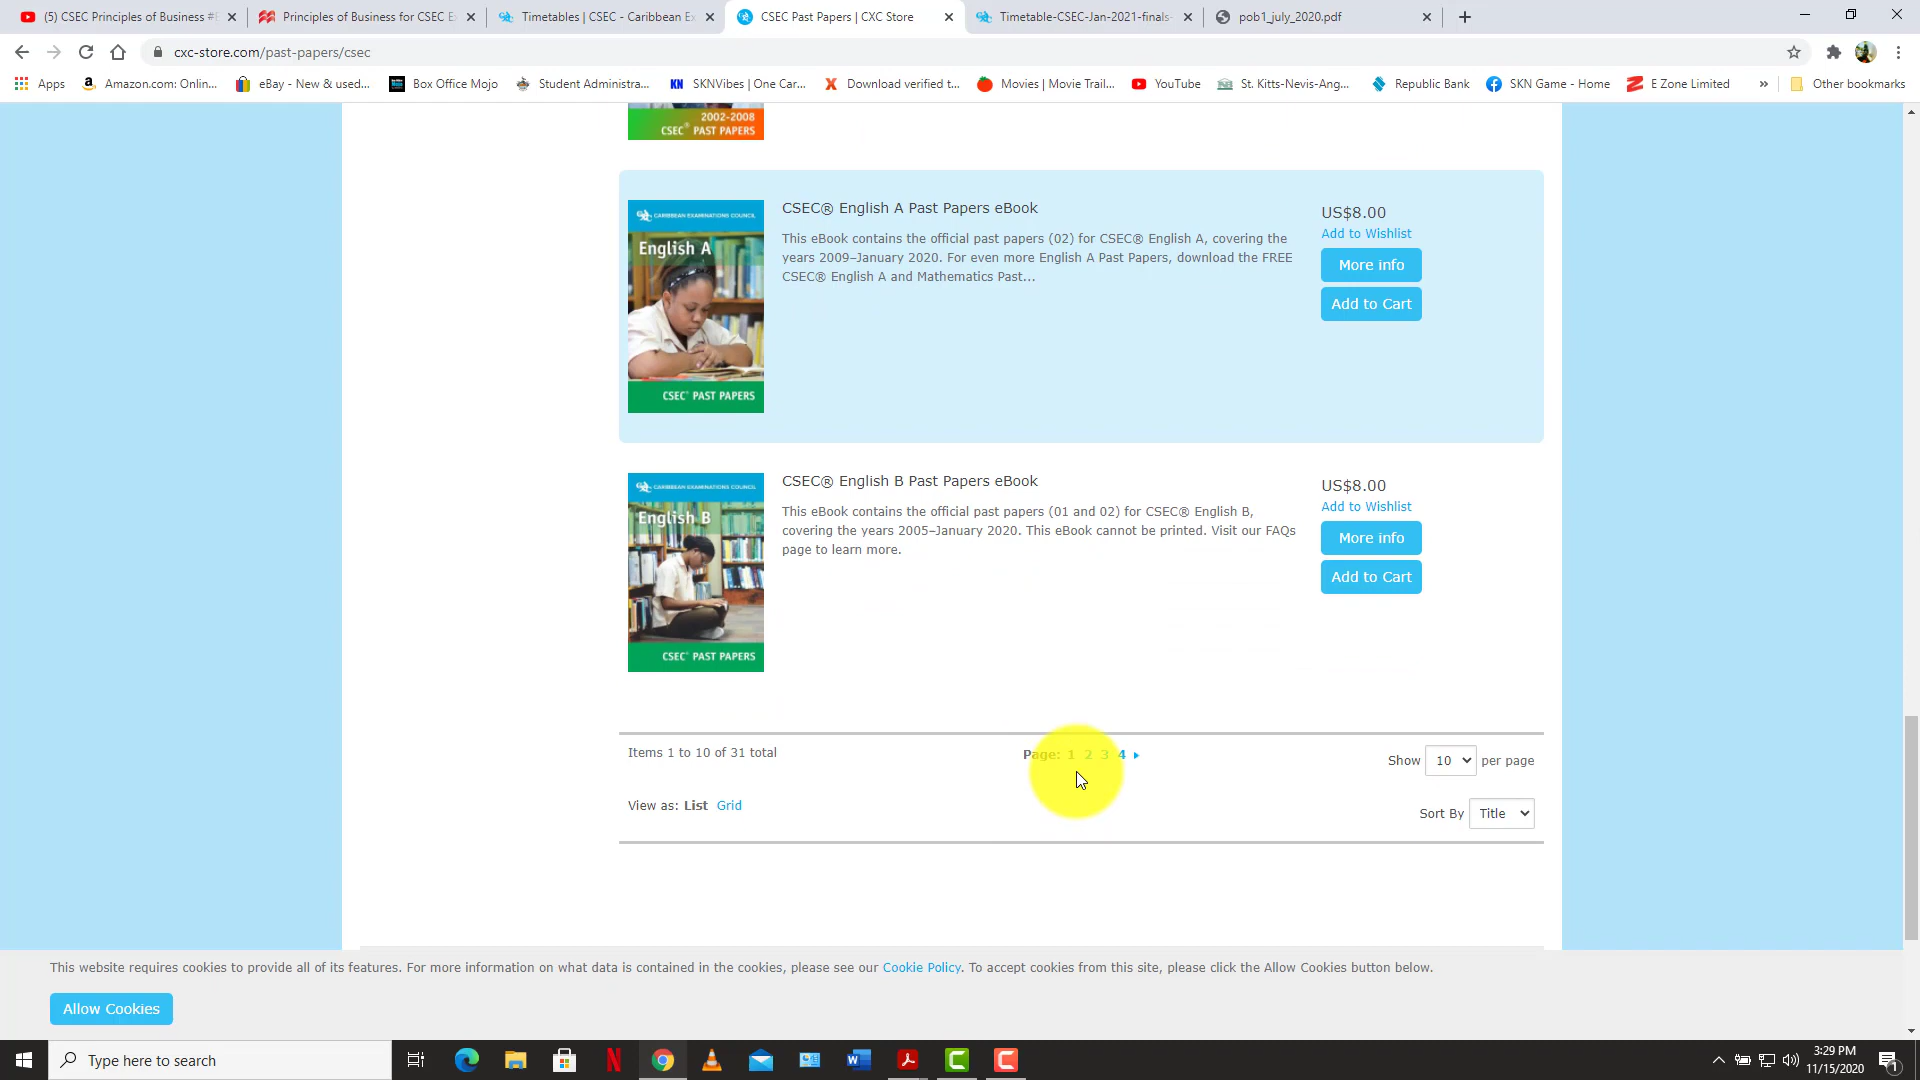 (5) CSEC Principles of Business #E
Principles of Business for CSEC Ex
Timetables | CSEC - Caribbean Ex
CSEC Past Papers | CXC Store
Timetable-CSEC-Jan-2021-finals-
pob1_july_2020.pdf
cxc-store.com/past-papers/csec
Apps
Amazon.com: Onlin...
eBay - New & used...
Box Office Mojo
Student Administra...
KN SKNVibes | One Car...
Download verified t...
Movies | Movie Trail...
YouTube
St. Kitts-Nevis-Ang...
Republic Bank
SKN Game - Home
E Zone Limited
»
Other bookmarks
2002-2008
CSEC® PAST PAPERS
CARIBBEAN EXAMINATIONS COUNCIL
English A
CSEC® PAST PAPERS
CSEC® English A Past Papers eBook
This eBook contains the official past papers (02) for CSEC® English A, covering the
years 2009–January 2020. For even more English A Past Papers, download the FREE
CSEC® English A and Mathematics Past...
US$8.00
Add to Wishlist
More info
Add to Cart
CARIBBEAN EXAMINATIONS COUNCIL
English B
CSEC® PAST PAPERS
CSEC® English B Past Papers eBook
This eBook contains the official past papers (01 and 02) for CSEC® English B,
covering the years 2005–January 2020. This eBook cannot be printed. Visit our FAQs
page to learn more.
US$8.00
Add to Wishlist
More info
Add to Cart
Items 1 to 10 of 31 total
Page: 1 2 3 4
Show 10 per page
View as: List Grid
Sort By Title
This website requires cookies to provide all of its features. For more information on what data is contained in the cookies, please see our Cookie Policy. To accept cookies from this site, please click the Allow Cookies button below.
Allow Cookies
Type here to search
3:29 PM
11/15/2020
1